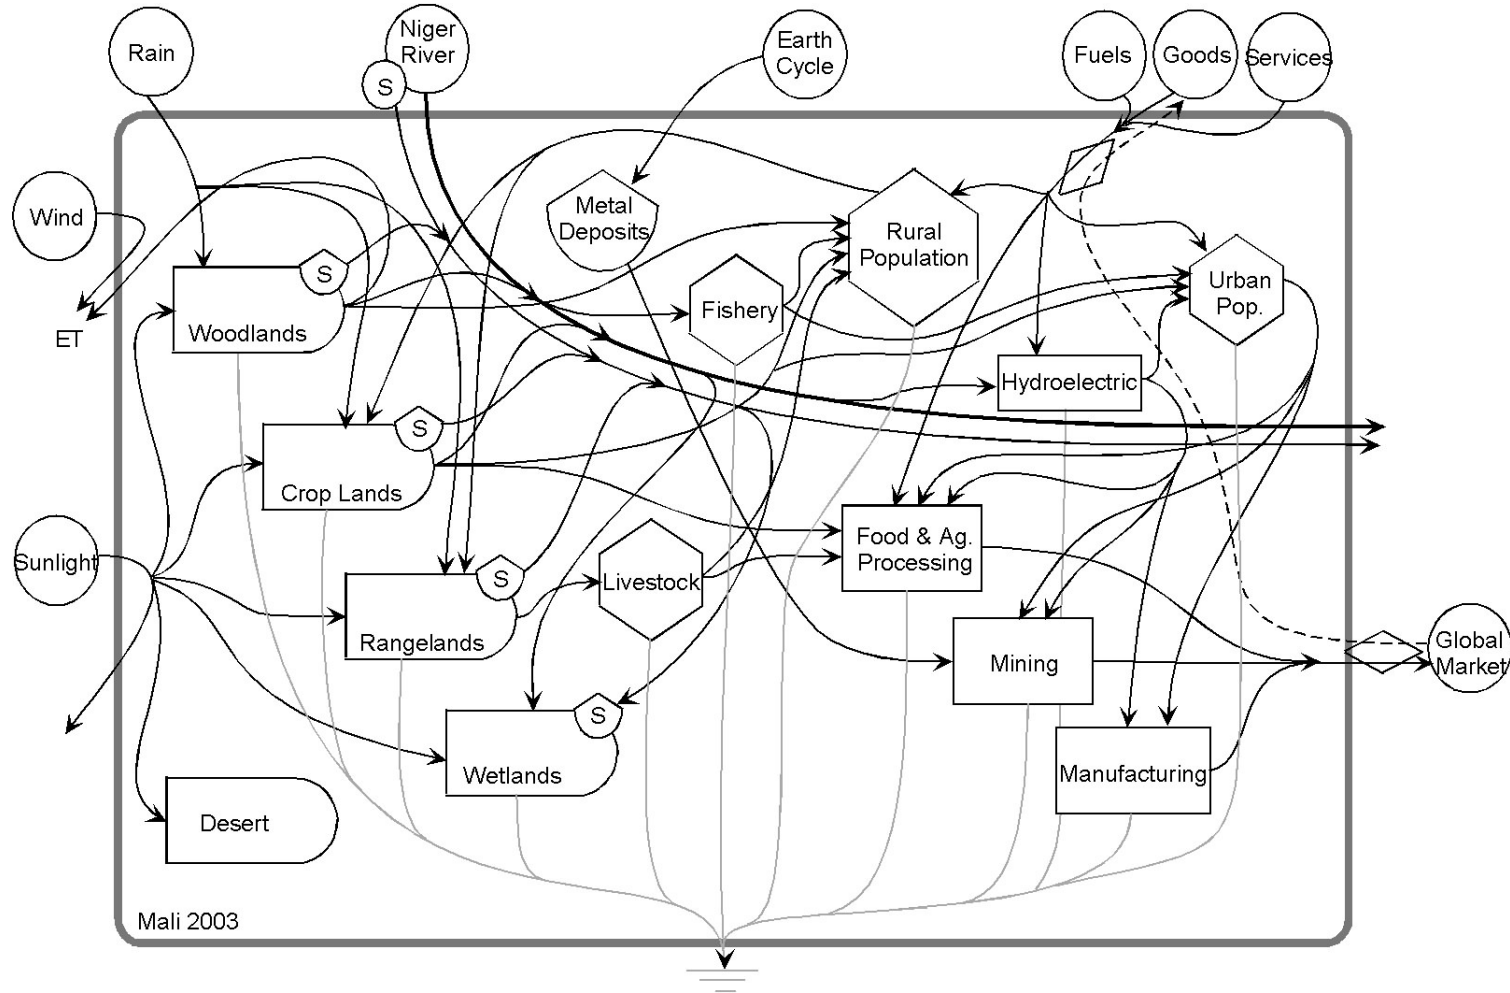 Rain
Niger
River
S
Earth
Cycle
Fuels
Goods
Services
Wind
Metal
Deposits
Rural
Population
S
Woodlands
Fishery
Urban
Pop.
ET
Hydroelectric
S
Crop Lands
Sunlight
Food & Ag.
Processing
S
Livestock
Rangelands
Mining
Global
Market
S
Wetlands
Manufacturing
Desert
Mali 2003